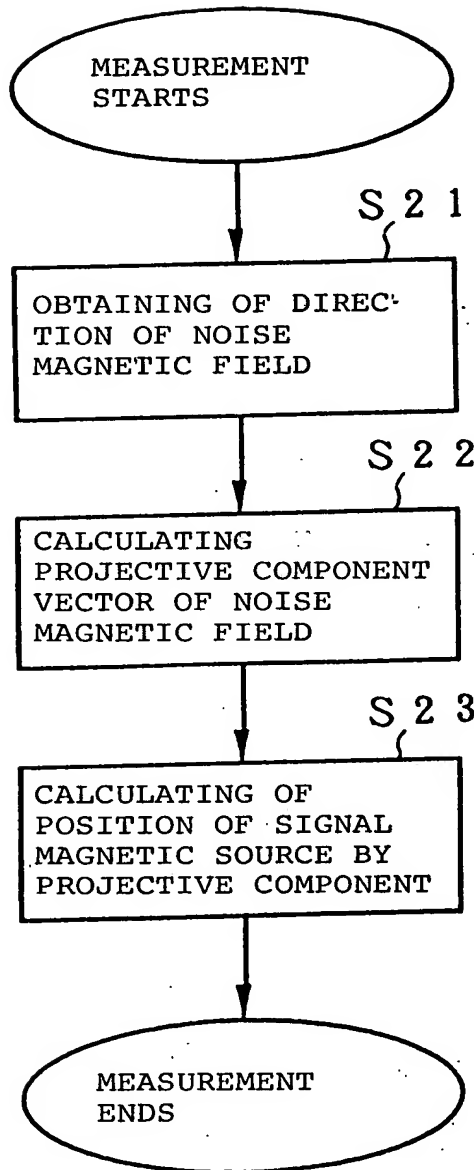 MEASUREMENT
STARTS
S 2 1
OBTAINING OF DIREC-
TION OF NOISE
MAGNETIC FIELD
S 2 2
CALCULATING
PROJECTIVE COMPONENT
VECTOR OF NOISE
MAGNETIC FIELD
S 2 3
CALCULATING OF
POSITION OF SIGNAL
MAGNETIC SOURCE BY
PROJECTIVE COMPONENT
MEASUREMENT
ENDS